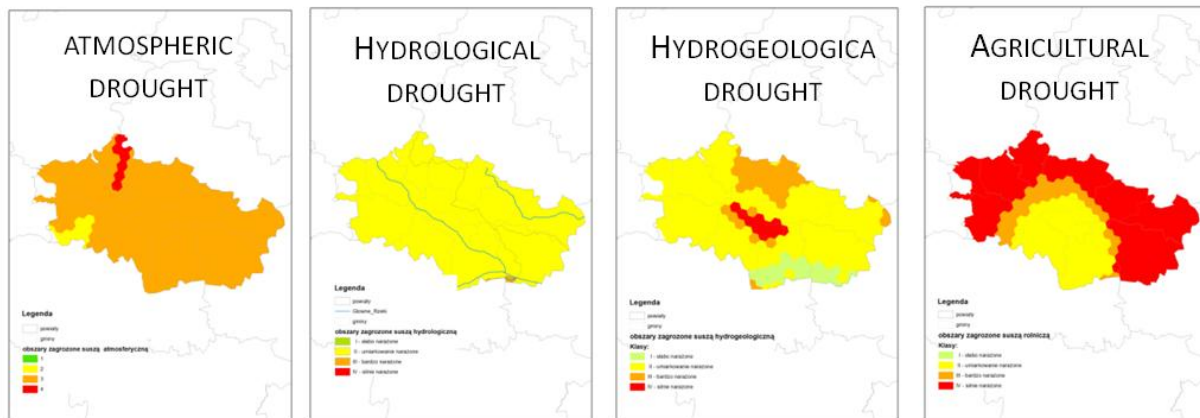 ATMOSPHERIC
DROUGHT
Legenda
powiaty
gminy
obszary zagrożone suszą atmosferyczną
1
2
3
4
HYDROLOGICAL
DROUGHT
Legenda
powiaty
Główne_Rzeki
gminy
obszary zagrożone suszą hydrologiczną
I - słabo narażone
II - umiarkowanie narażone
III - bardzo narażone
IV - silnie narażone
HYDROGEOLOGICA
DROUGHT
Legenda
powiaty
gminy
obszary zagrożone suszą hydrogeologiczną
Klasy:
I - słabo narażone
II - umiarkowanie narażone
III - bardzo narażone
IV - silnie narażone
AGRICULTURAL
DROUGHT
Legenda
powiaty
gminy
obszary zagrożone suszą rolniczą
Klasy:
I - słabo narażone
II - umiarkowanie narażone
III - bardzo narażone
IV - silnie narażone